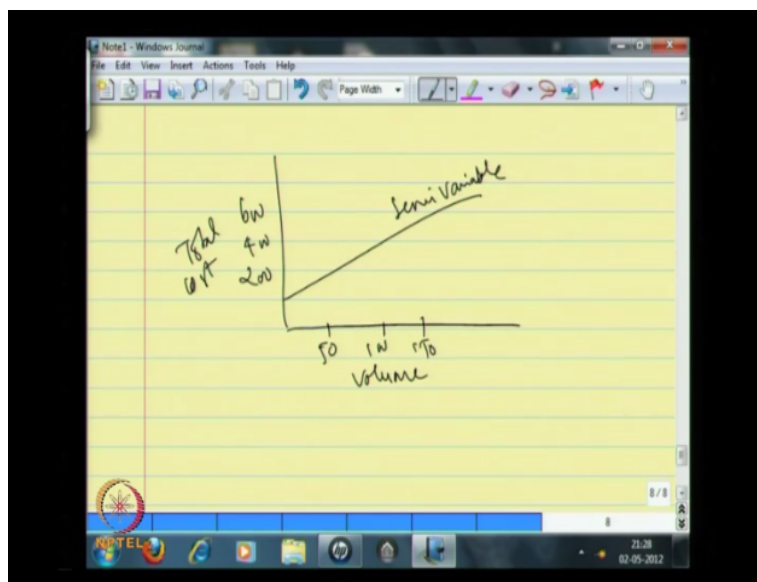 Note1 - Windows Journal
File Edit View Insert Actions Tools Help
Page Width
Semi variable
Total
cost
600
400
200
50 100 150
Volume
8/8
8
NPTEL
hp
21:28
02-05-2012